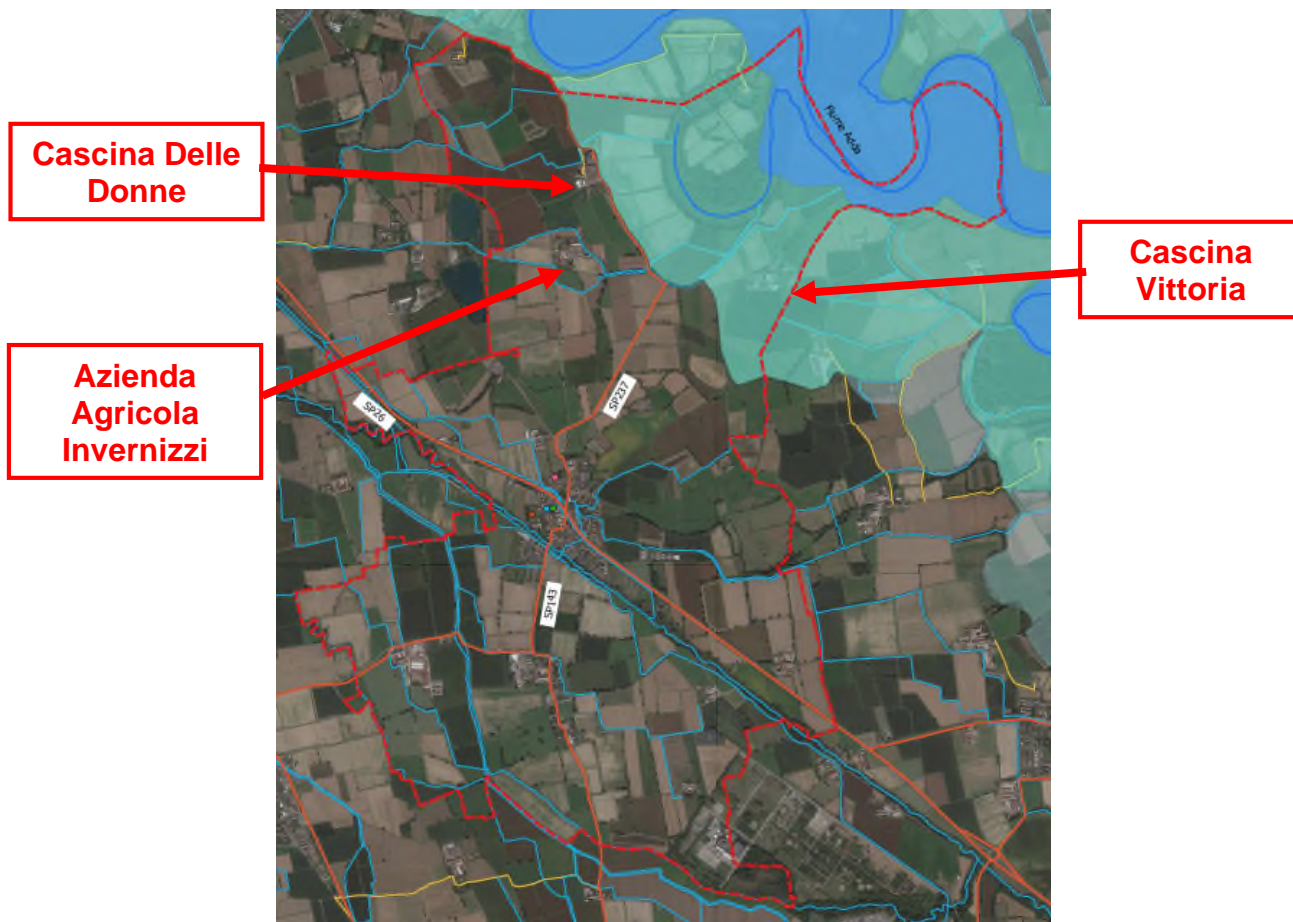 Cascina Delle
Donne
Azienda
Agricola
Invernizzi
Cascina
Vittoria
Fiume Adda
SP237
SP26
SP143